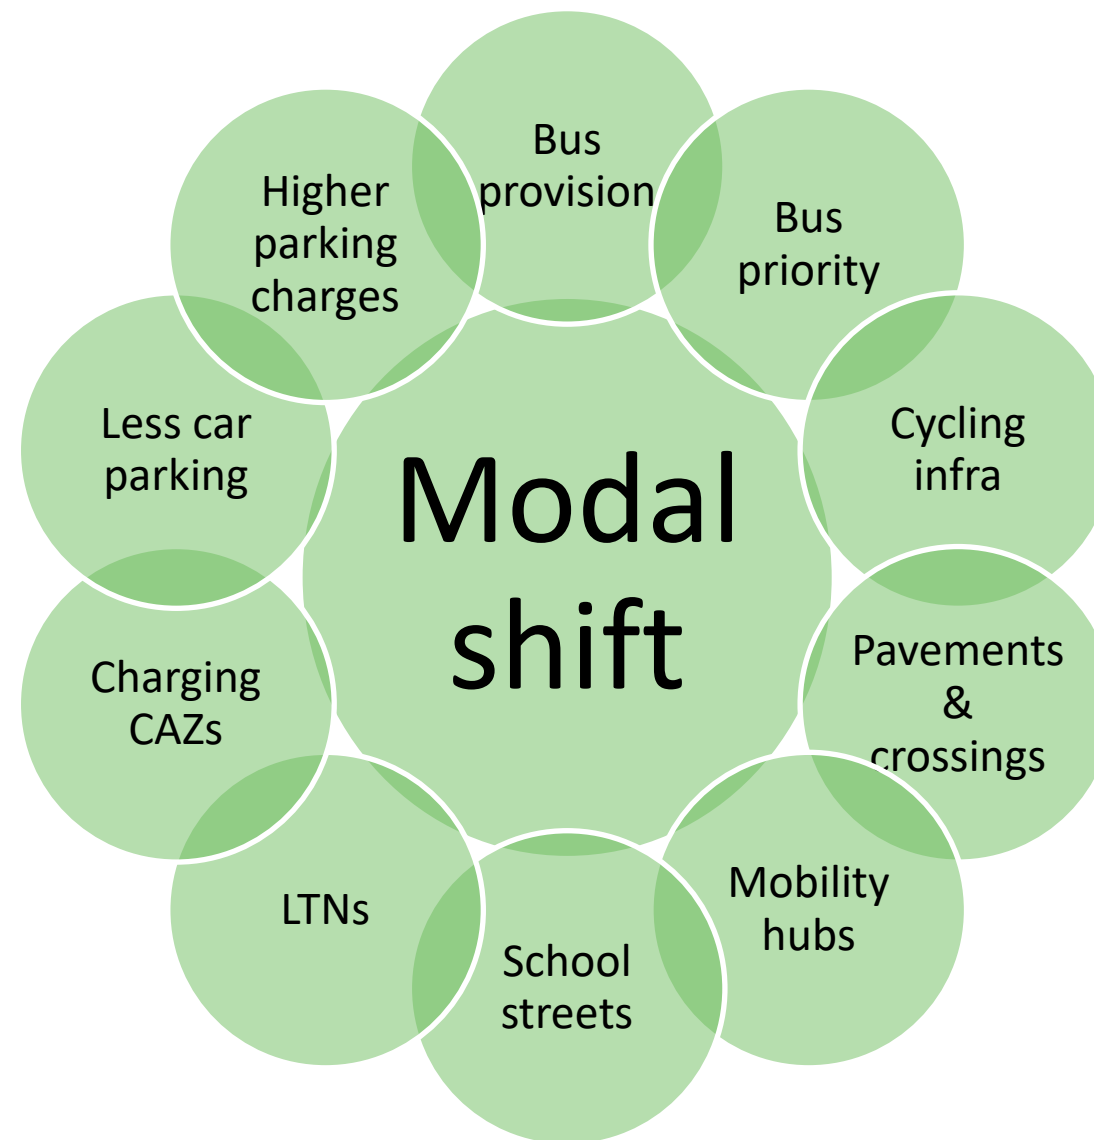 Bus
provision
Bus
priority
Cycling
infra
Pavements
&
crossings
Mobility
hubs
School
streets
LTNs
Charging
CAZs
Less car
parking
Higher
parking
charges
Modal
shift